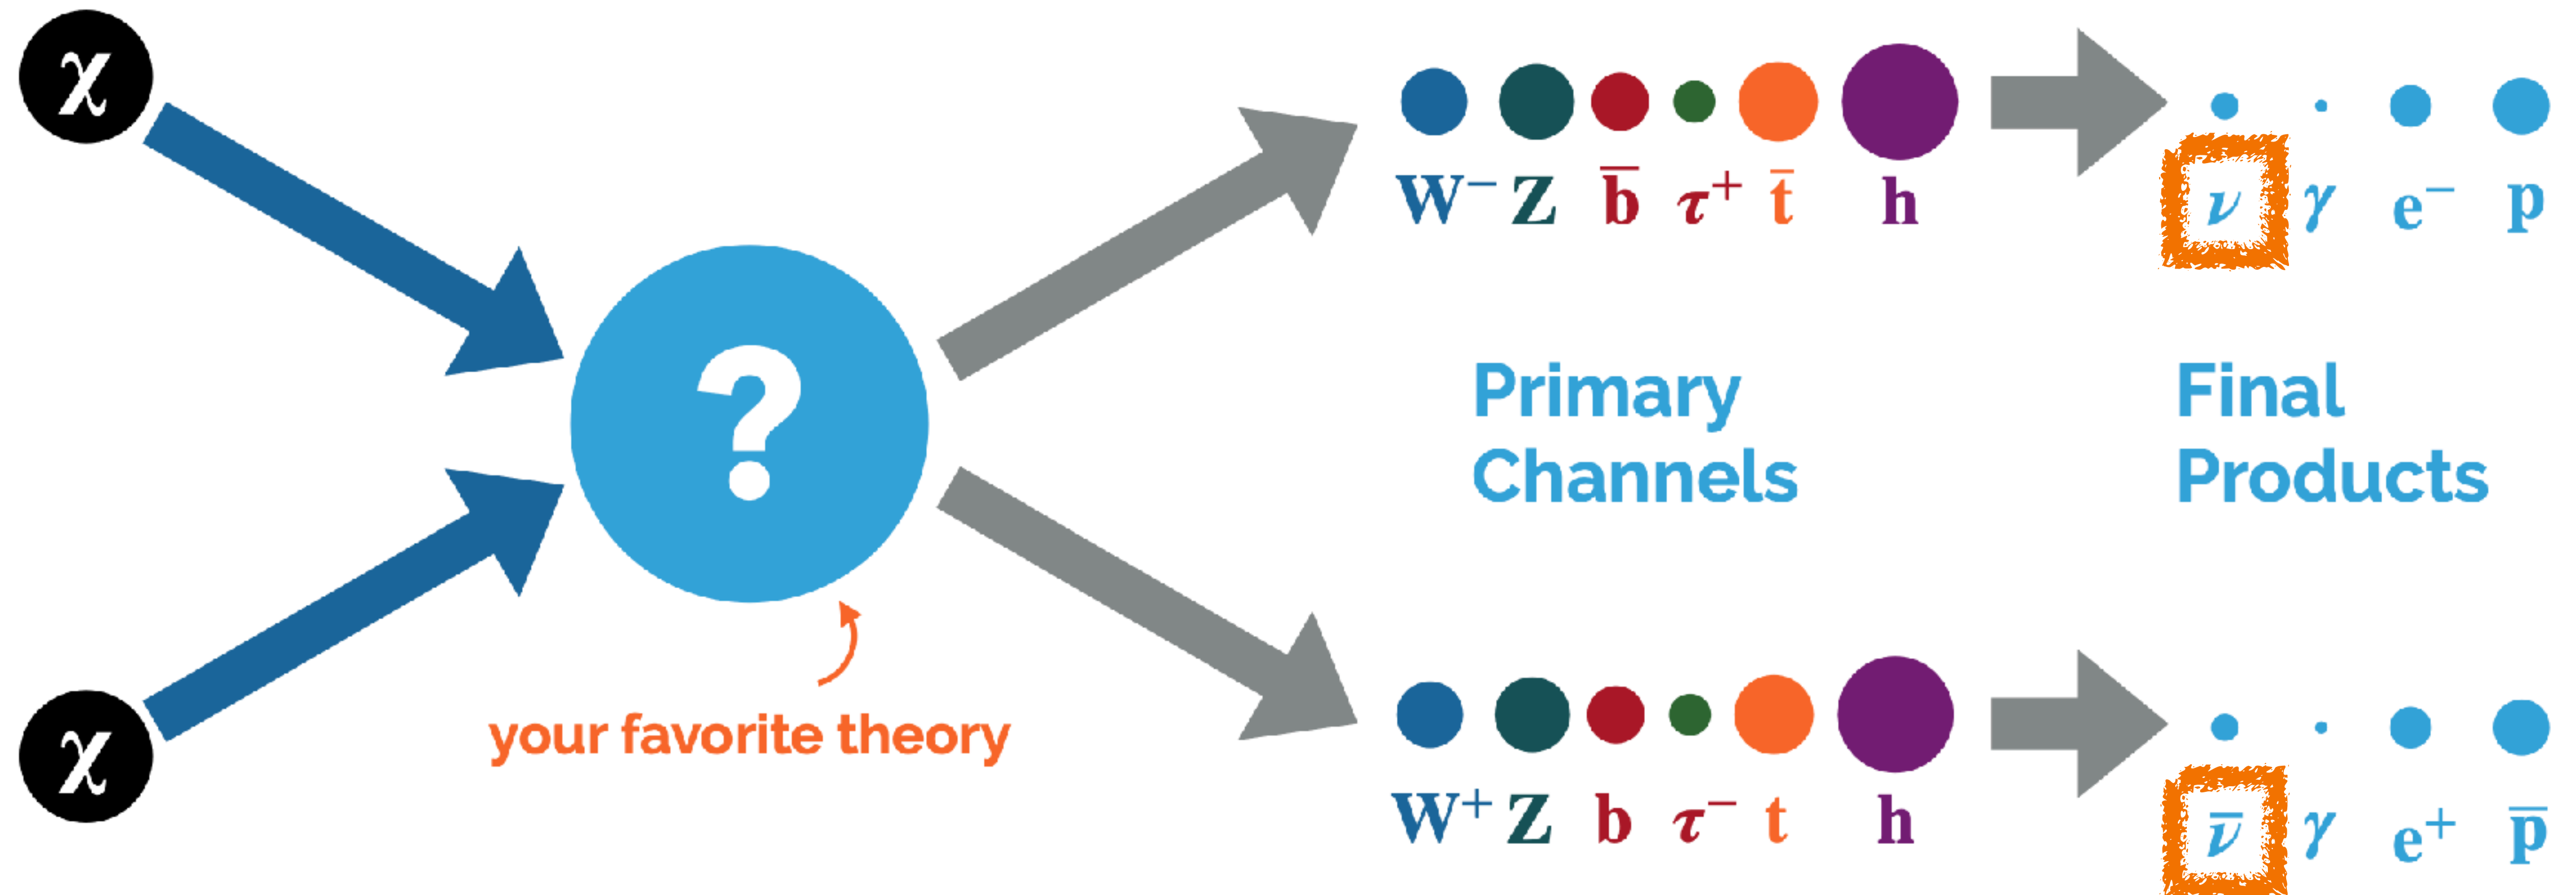 χ
W⁻ Z b̅ τ⁺ t̅ h
ν γ e⁻ p
?
Primary
Channels
Final
Products
your favorite theory
χ
W⁺ Z b τ⁻ t h
ν̅ γ e⁺ p̅